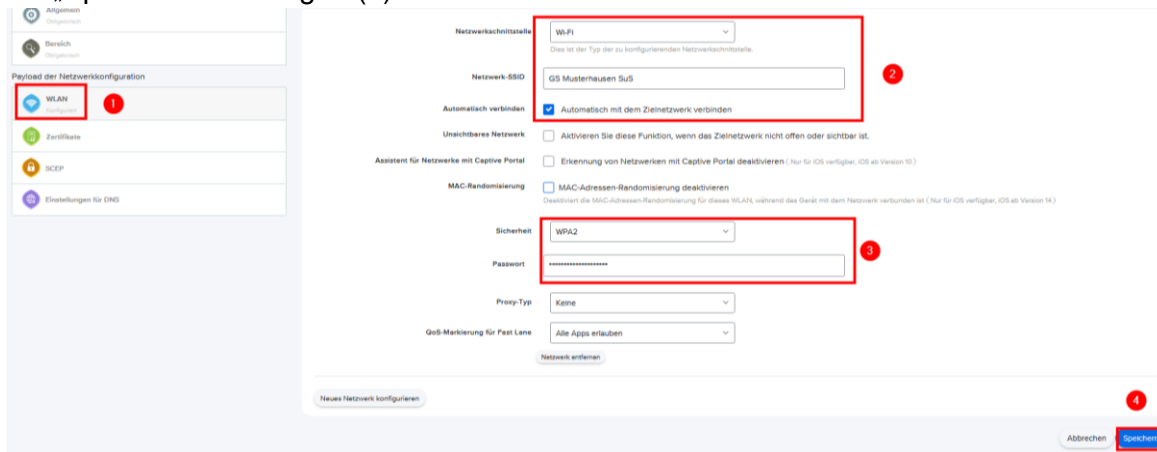 Allgemein
Obligatorisch
Bereich
Obligatorisch
Payload der Netzwerkkonfiguration
WLAN
Konfiguriert
1
Zertifikate
SCEP
Einstellungen für DNS
Netzwerkschnittstelle
Wi-Fi
Dies ist der Typ der zu konfigurierenden Netzwerkschnittstelle.
2
Netzwerk-SSID
GS Musterhausen SuS
Automatisch verbinden
Automatisch mit dem Zielnetzwerk verbinden
Unsichtbares Netzwerk
Aktivieren Sie diese Funktion, wenn das Zielnetzwerk nicht offen oder sichtbar ist.
Assistent für Netzwerke mit Captive Portal
Erkennung von Netzwerken mit Captive Portal deaktivieren ( Nur für iOS verfügbar, iOS ab Version 10 )
MAC-Randomisierung
MAC-Adressen-Randomisierung deaktivieren
Deaktiviert die MAC-Adressen-Randomisierung für dieses WLAN, während das Gerät mit dem Netzwerk verbunden ist ( Nur für iOS verfügbar, iOS ab Version 14 )
Sicherheit
WPA2
3
Passwort
Proxy-Typ
Keine
QoS-Markierung für Fast Lane
Alle Apps erlauben
Netzwerk entfernen
Neues Netzwerk konfigurieren
4
Abbrechen
Speichern